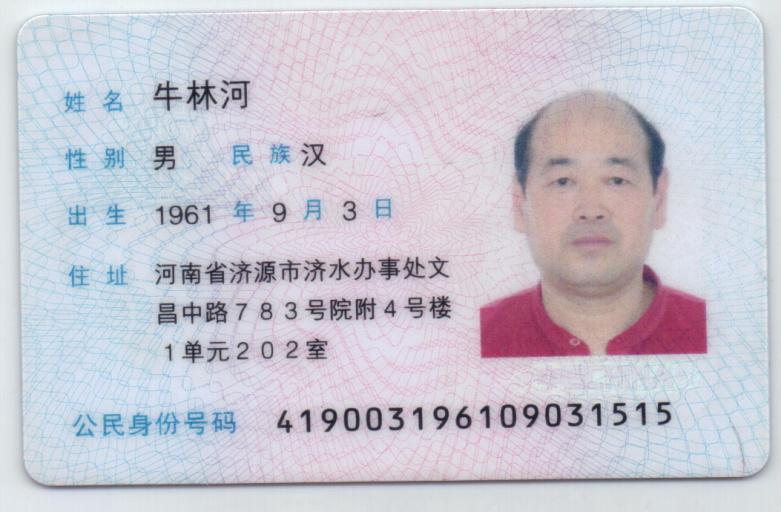 姓名 牛林河
性别 男 民族 汉
出生 1961 年 9 月 3 日
住址 河南省济源市济水办事处文
昌中路783号院附4号楼
1单元202室
公民身份号码 419003196109031515